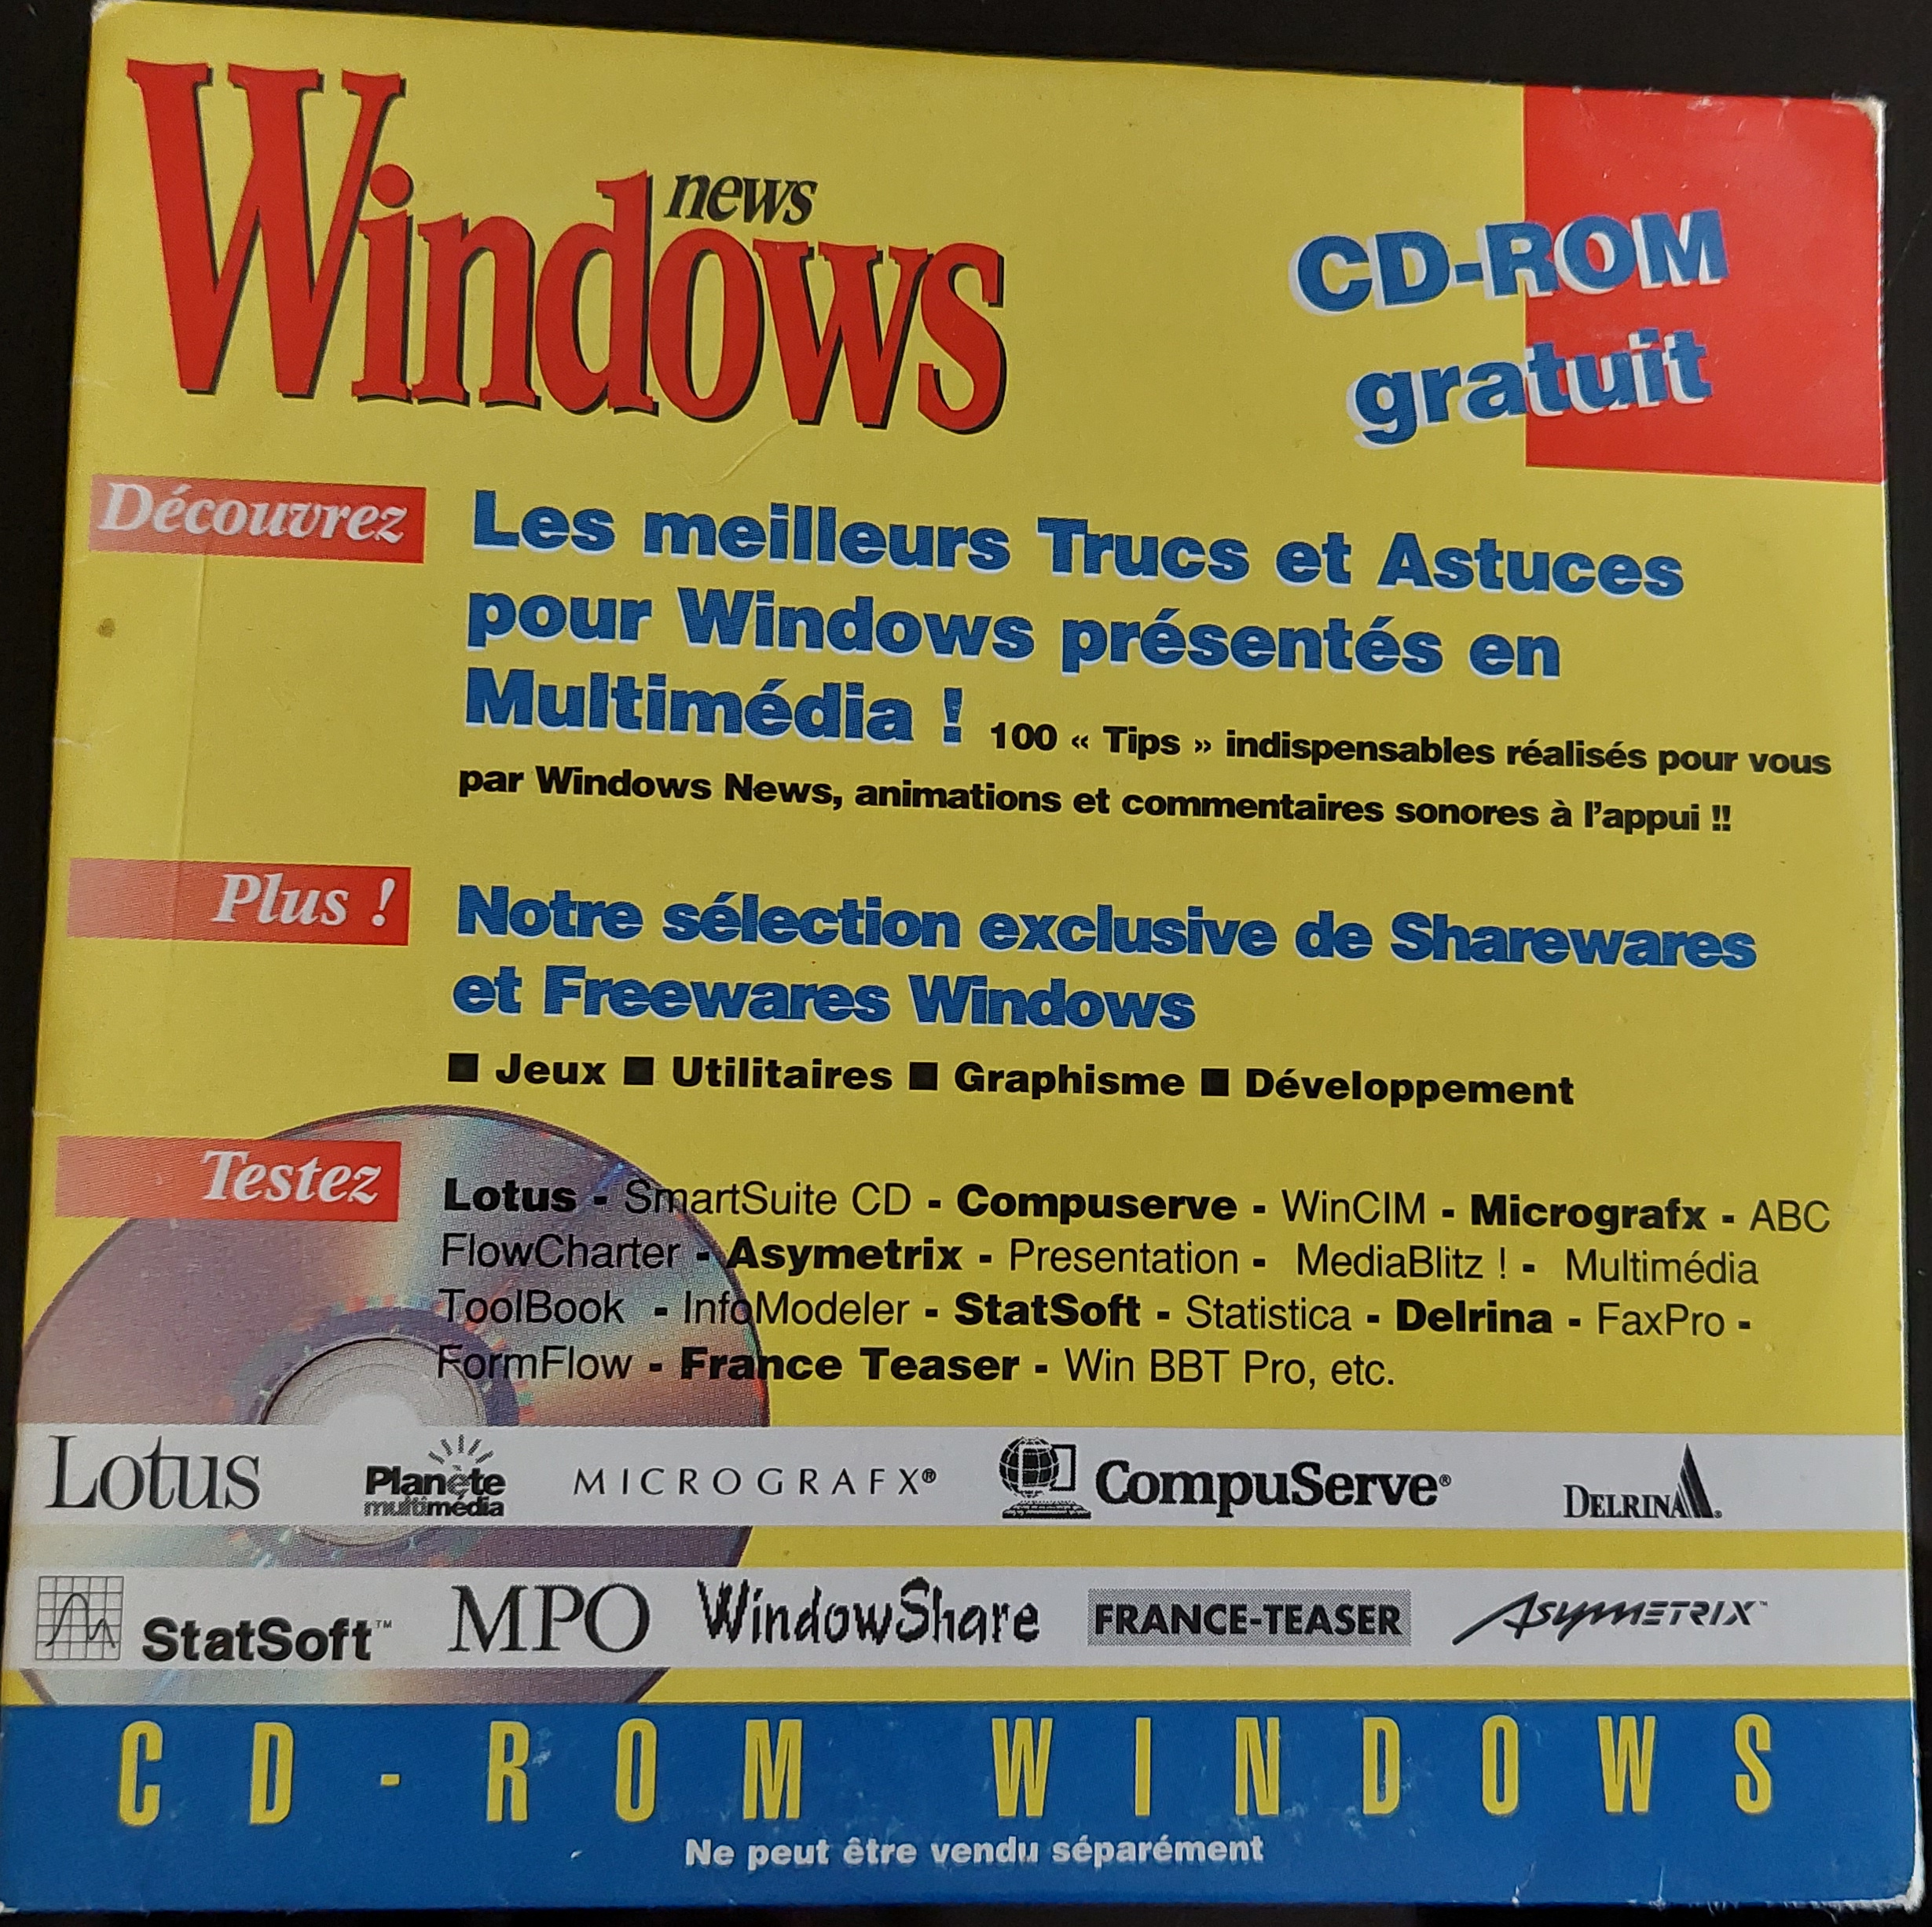 Windows news
CD-ROM
gratuit
Découvrez
Les meilleurs Trucs et Astuces
pour Windows présentés en
Multimédia ! 100 « Tips » indispensables réalisés pour vous
par Windows News, animations et commentaires sonores à l'appui !!
Plus !
Notre sélection exclusive de Sharewares
et Freewares Windows
■ Jeux ■ Utilitaires ■ Graphisme ■ Développement
Testez
Lotus - SmartSuite CD - Compuserve - WinCIM - Micrografx - ABC
FlowCharter - Asymetrix - Presentation - MediaBlitz ! - Multimédia
ToolBook - InfoModeler - StatSoft - Statistica - Delrina - FaxPro -
FormFlow - France Teaser - Win BBT Pro, etc.
Lotus Planète multimédia MICROGRAFX® CompuServe® DELRINA®
StatSoft™ MPO WindowShare FRANCE-TEASER ASYMETRIX™
CD-ROM WINDOWS
Ne peut être vendu séparément